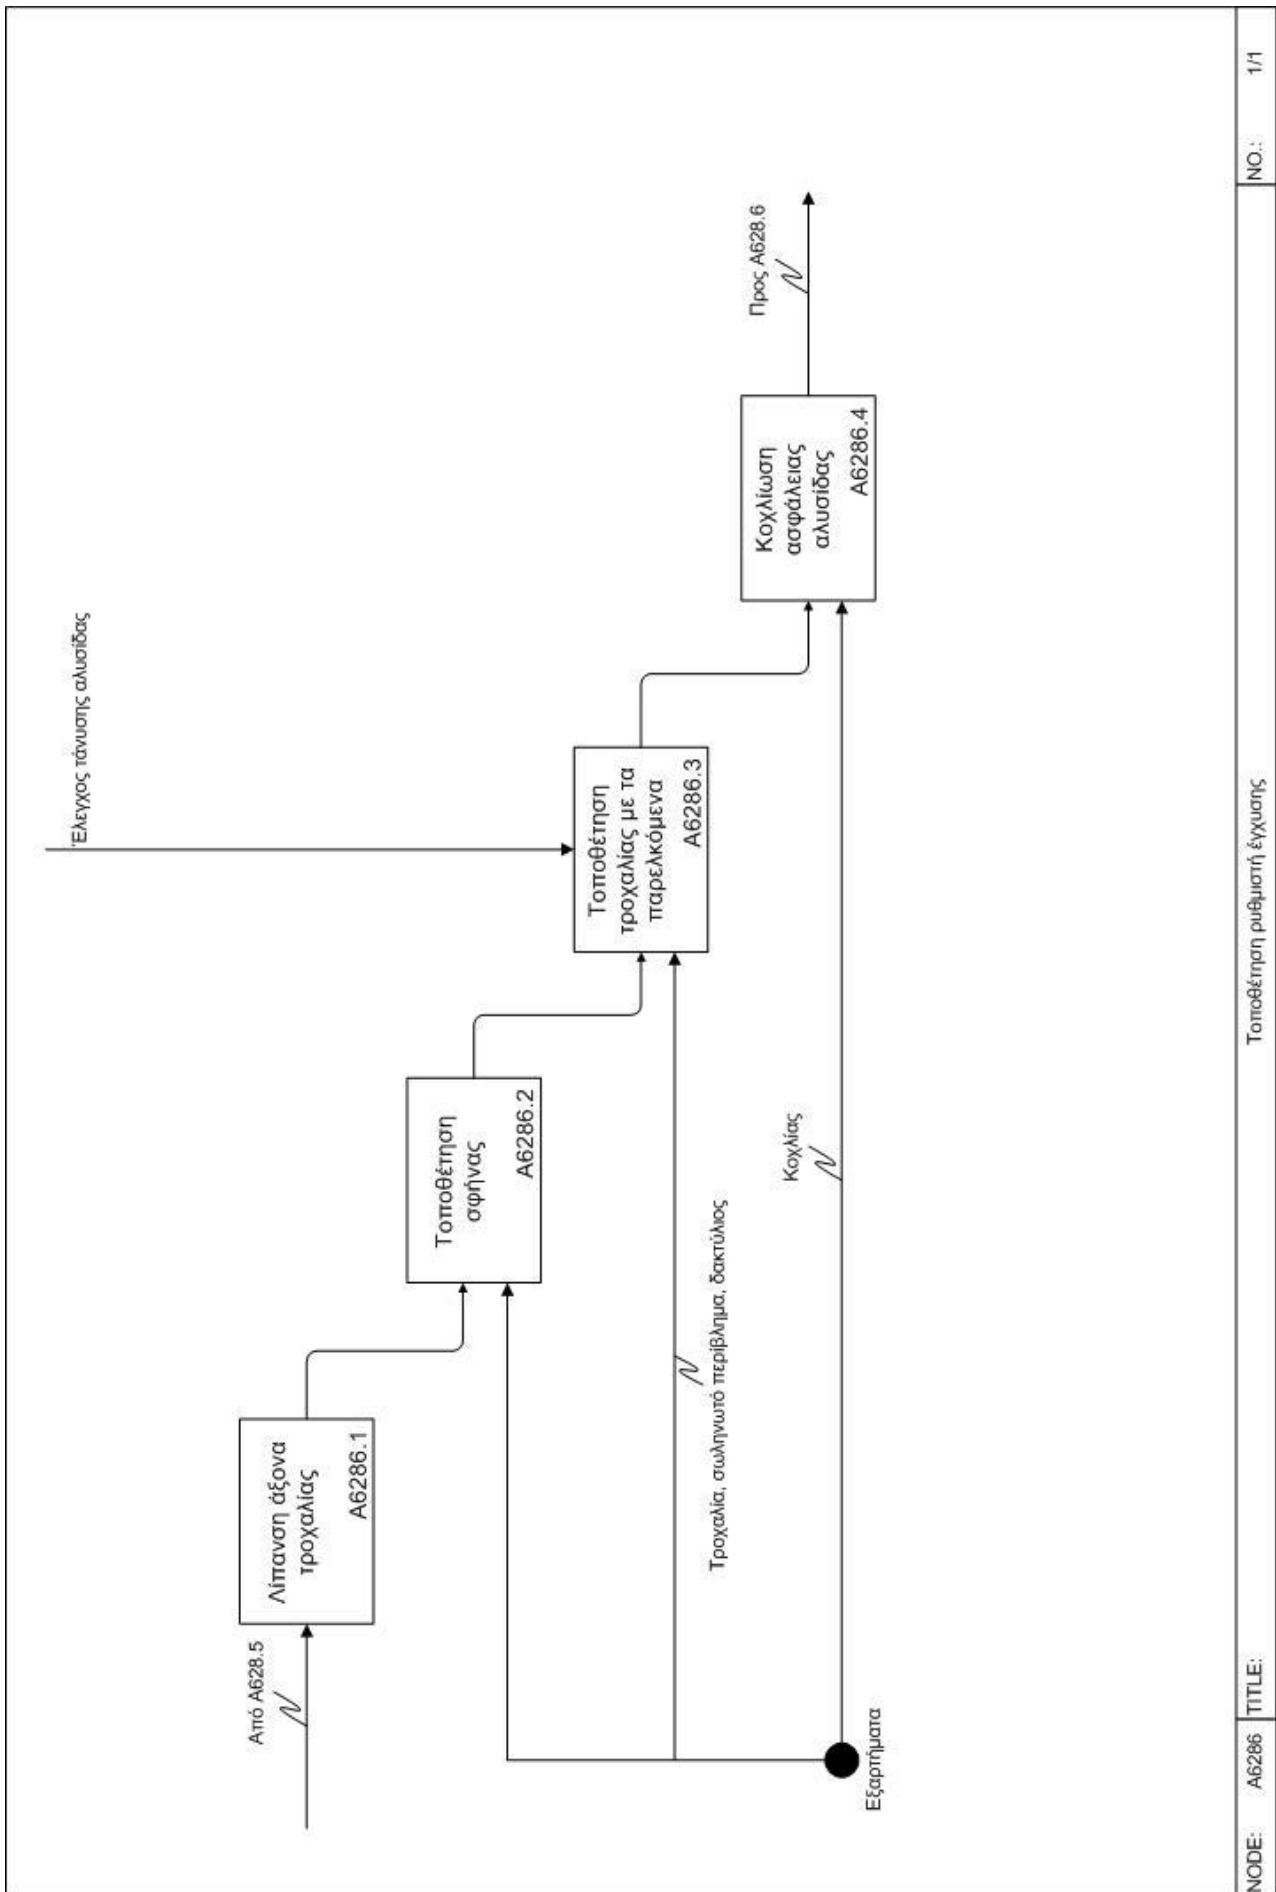 Έλεγχος τάνυσης αλυσίδας
Από A628.5
Λίπανση άξονα
τροχαλίας
A6286.1
Τοποθέτηση
σφήνας
A6286.2
Τοποθέτηση
τροχαλίας με τα
παρελκόμενα
A6286.3
Κοχλίωση
ασφάλειας
αλυσίδας
A6286.4
Προς A628.6
Τροχαλία, σωληνωτό περίβλημα, δακτύλιος
Κοχλίας
Εξαρτήματα
NODE: A6286 TITLE: Τοποθέτηση ρυθμιστή έγχυσης NO.: 1/1